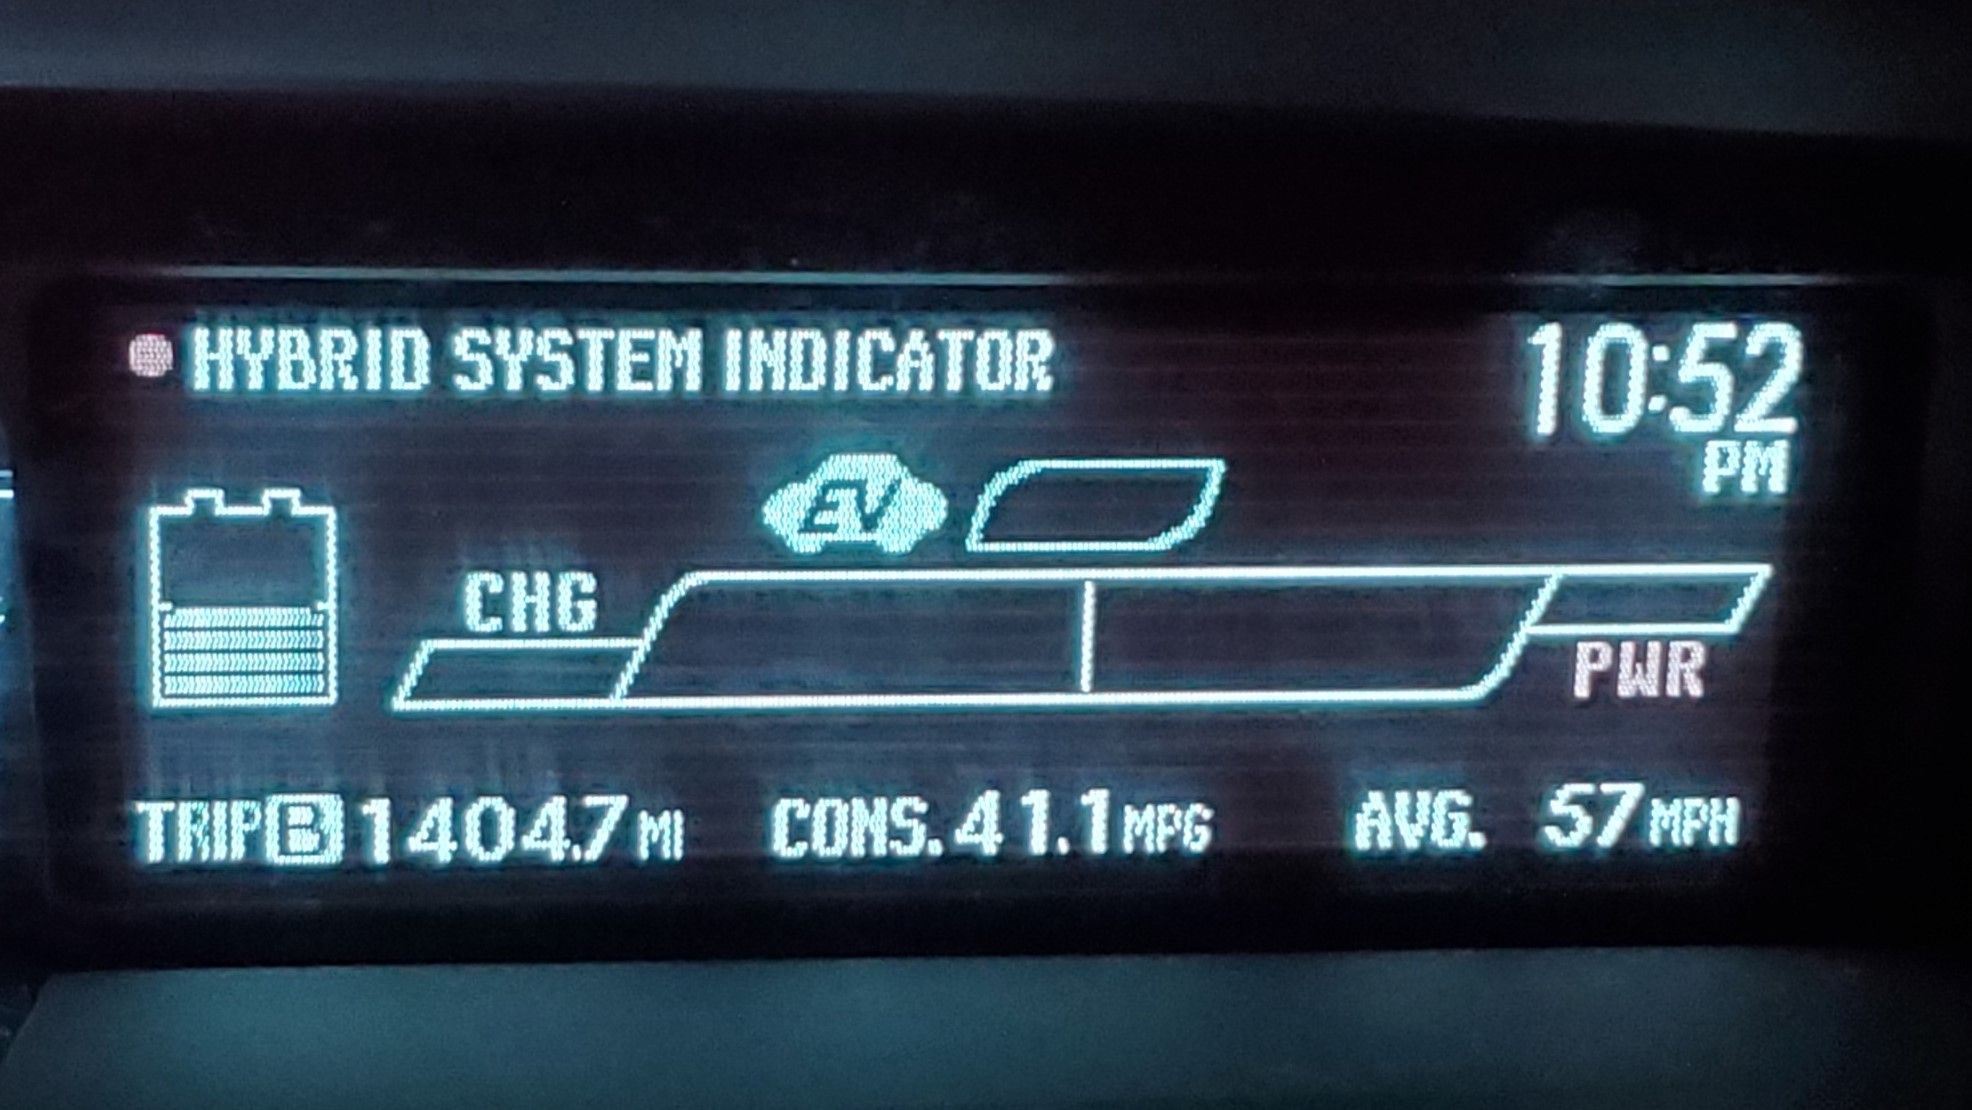 HYBRID SYSTEM INDICATOR
10:52
PM
EV
CHG
PWR
TRIP B 1404.7 MI CONS. 41.1 MPG AVG. 57 MPH